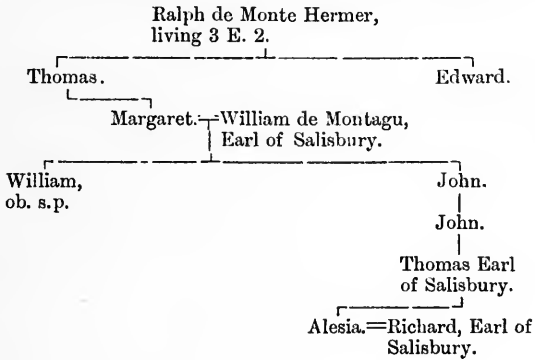 Ralph de Monte Hermer,
living 3 E. 2.
Thomas. Edward.
Margaret.=William de Montagu,
Earl of Salisbury.
William, John.
ob. s.p.
John.
Thomas Earl
of Salisbury.
Alesia.=Richard, Earl of
Salisbury.